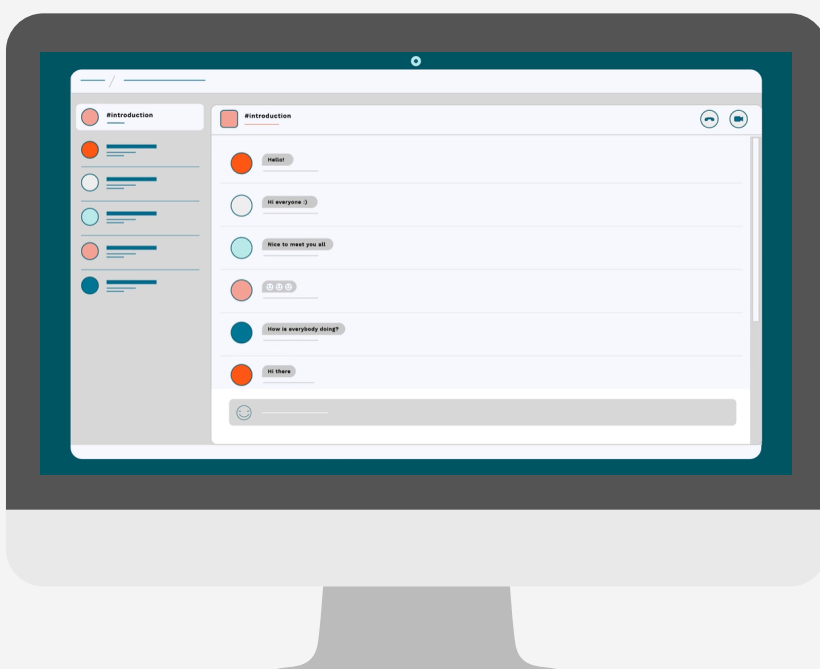 #introduction
#introduction
Hello!
Hi everyone :)
Nice to meet you all
How is everybody doing?
Hi there